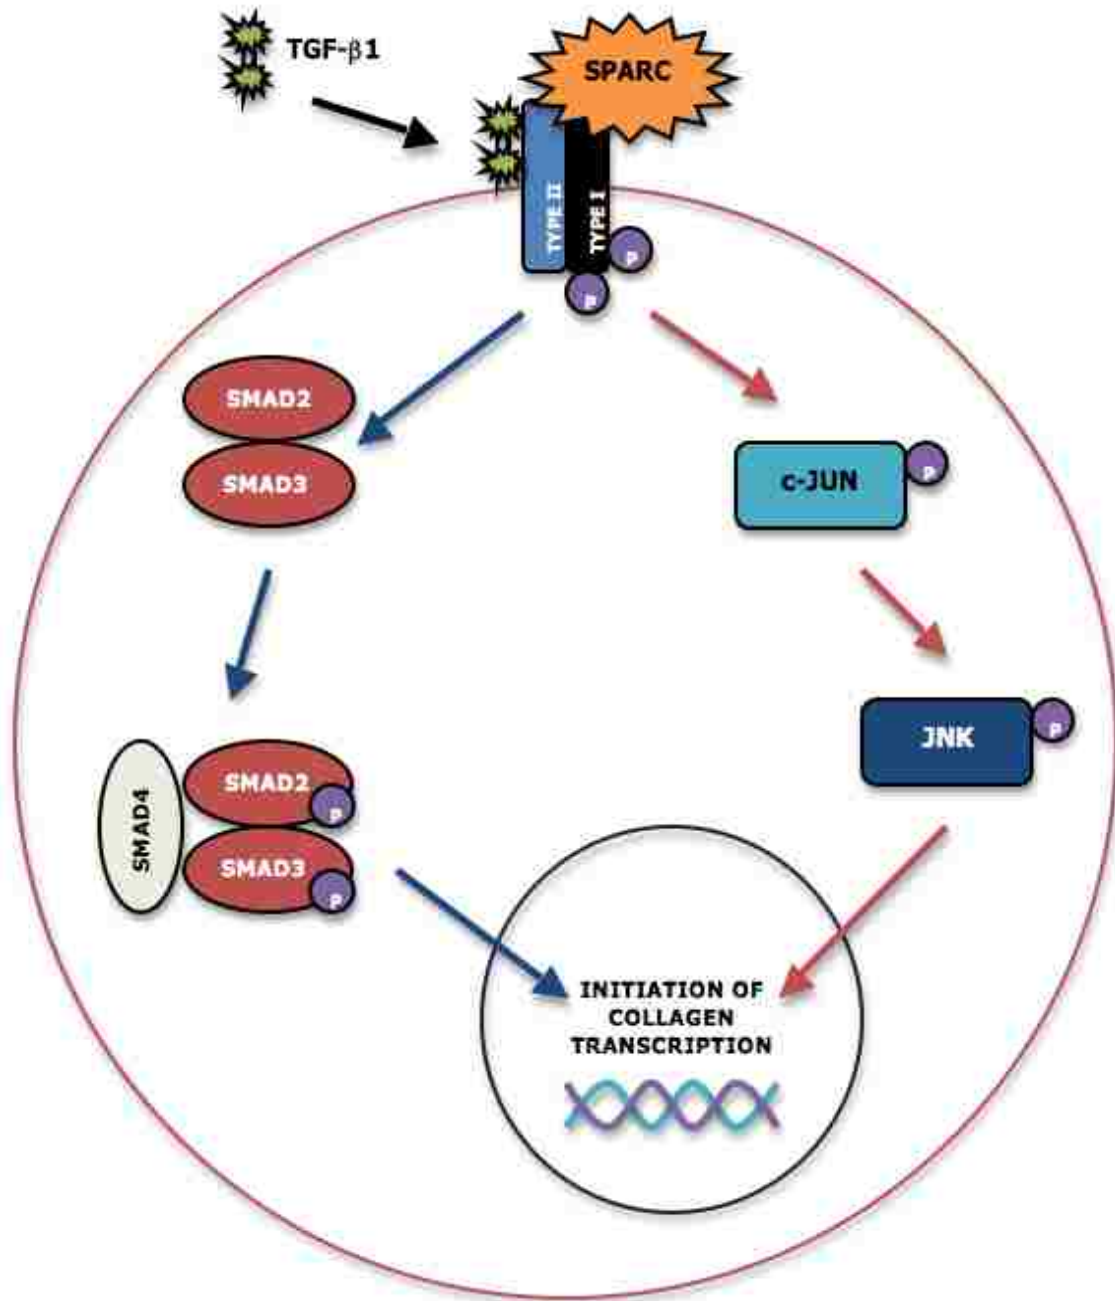 TGF-β1
SPARC
TYPE II
TYPE I
P
P
SMAD2
SMAD3
c-JUN
P
JNK
P
SMAD4
SMAD2
P
SMAD3
P
INITIATION OF
COLLAGEN
TRANSCRIPTION